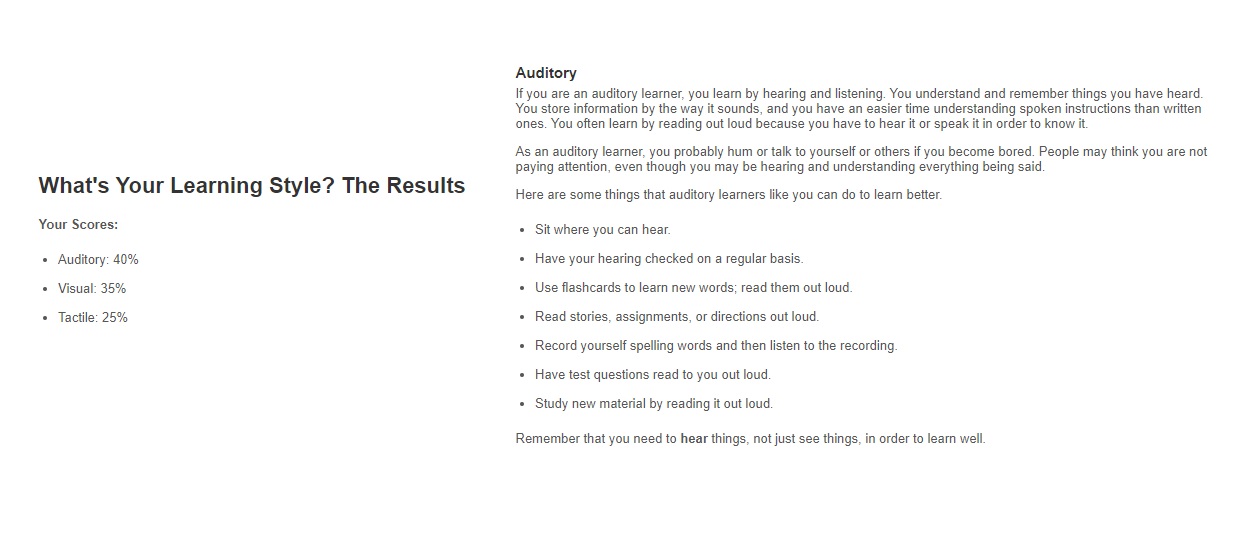 What's Your Learning Style? The Results
Your Scores:
• Auditory: 40%
• Visual: 35%
• Tactile: 25%
Auditory
If you are an auditory learner, you learn by hearing and listening. You understand and remember things you have heard.
You store information by the way it sounds, and you have an easier time understanding spoken instructions than written
ones. You often learn by reading out loud because you have to hear it or speak it in order to know it.
As an auditory learner, you probably hum or talk to yourself or others if you become bored. People may think you are not
paying attention, even though you may be hearing and understanding everything being said.
Here are some things that auditory learners like you can do to learn better.
• Sit where you can hear.
• Have your hearing checked on a regular basis.
• Use flashcards to learn new words; read them out loud.
• Read stories, assignments, or directions out loud.
• Record yourself spelling words and then listen to the recording.
• Have test questions read to you out loud.
• Study new material by reading it out loud.
Remember that you need to hear things, not just see things, in order to learn well.